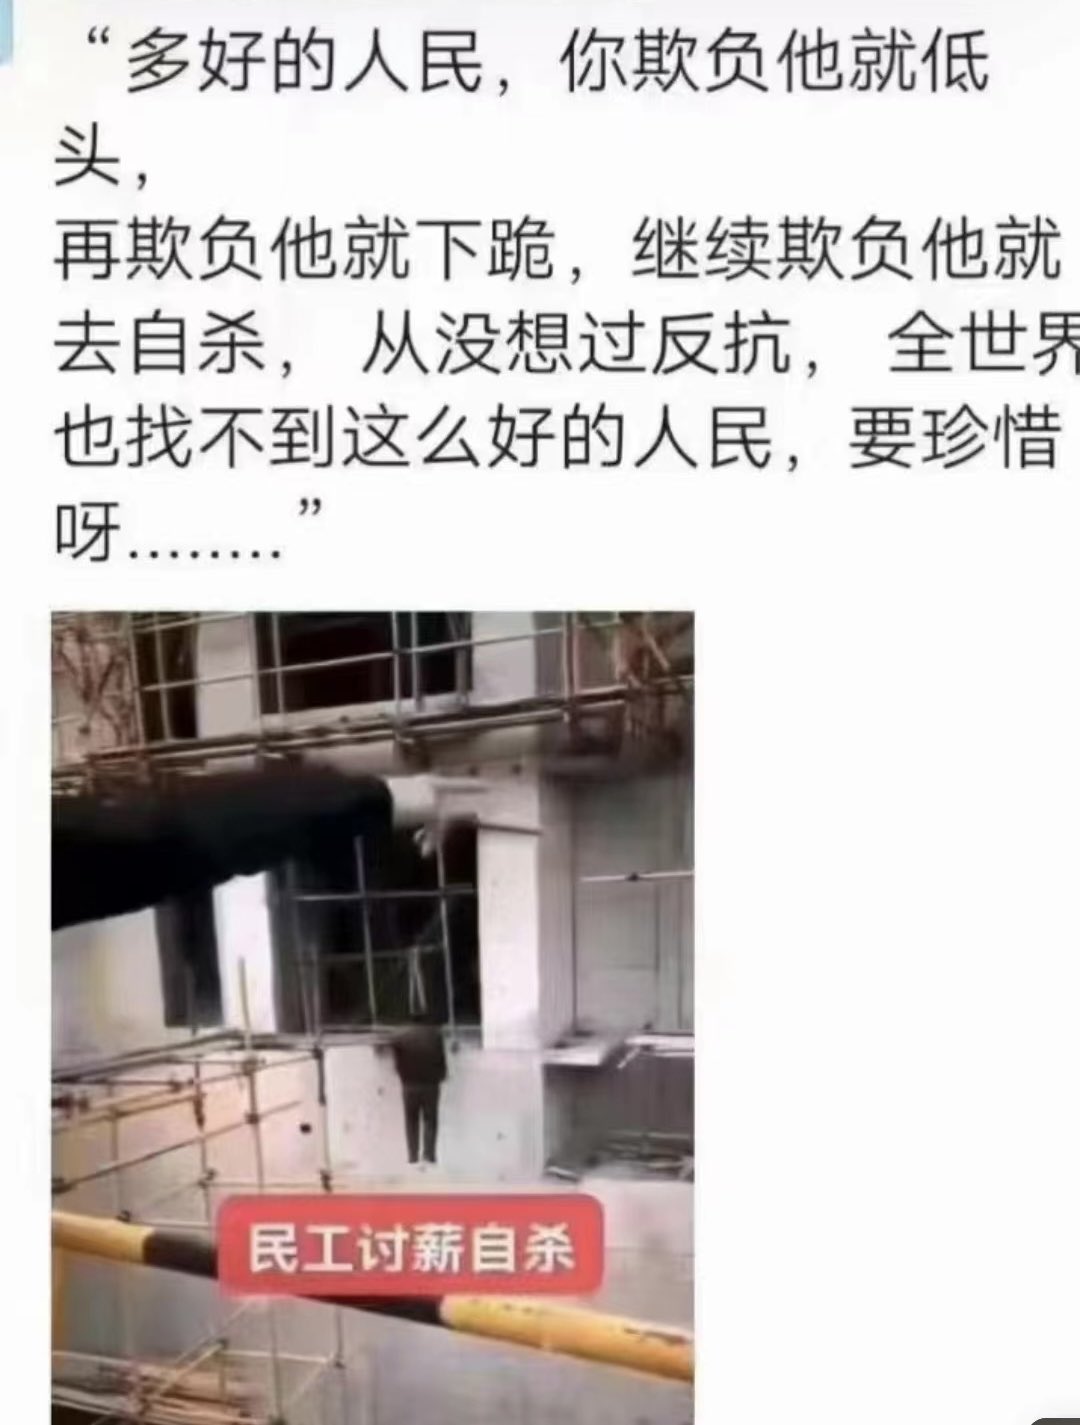 “多好的人民，你欺负他就低
头，
再欺负他就下跪，继续欺负他就
去自杀， 从没想过反抗， 全世界
也找不到这么好的人民，要珍惜
呀........”
民工讨薪自杀